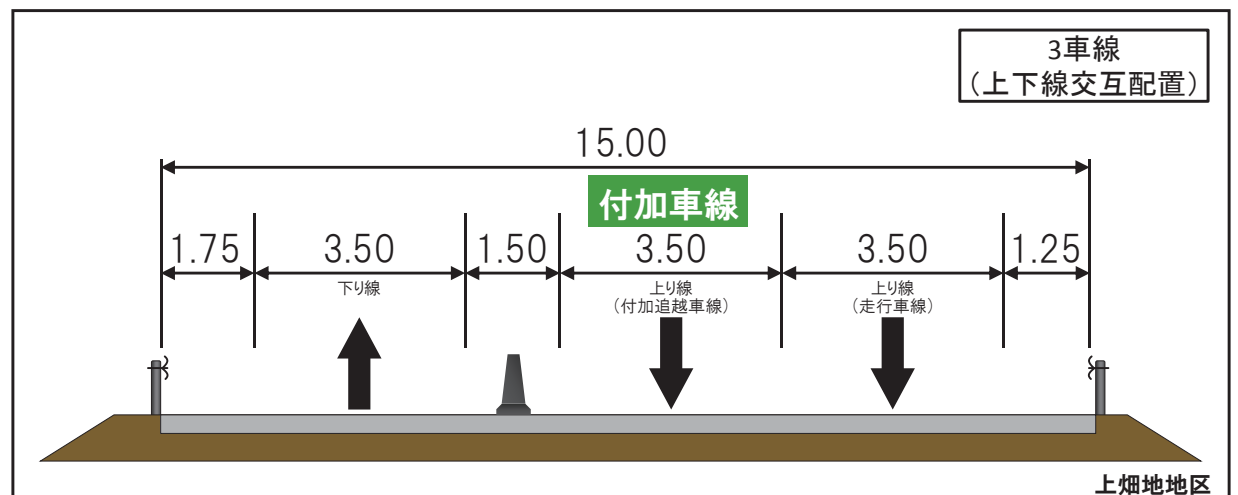 3車線
(上下線交互配置)
15.00
付加車線
1.75
3.50
1.50
3.50
3.50
1.25
下り線
上り線
(付加追越車線)
上り線
(走行車線)
上畑地地区